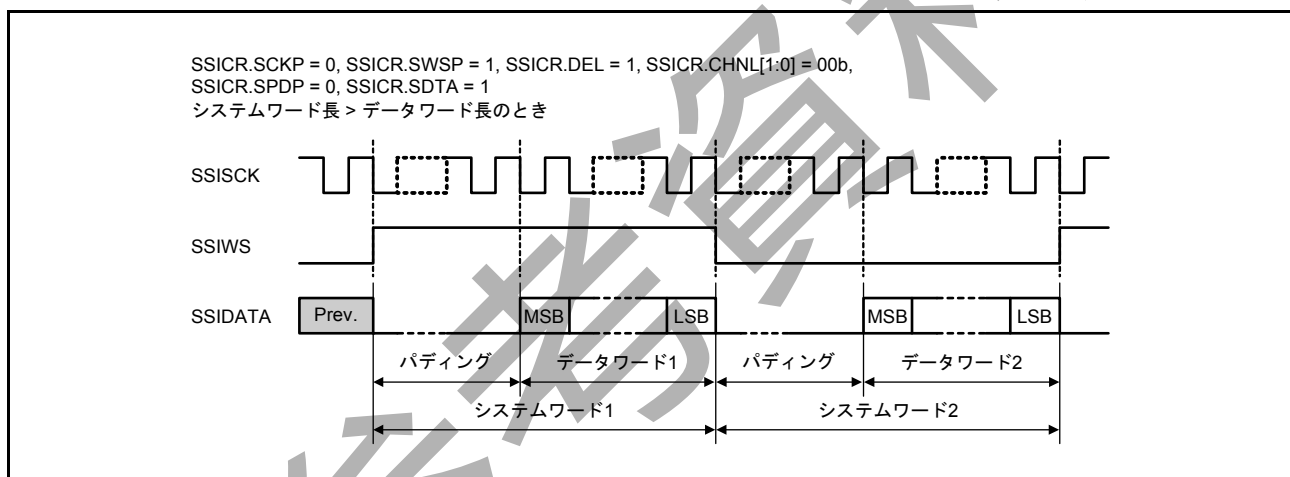 SSICR.SCKP = 0, SSICR.SWSP = 1, SSICR.DEL = 1, SSICR.CHNL[1:0] = 00b,
SSICR.SPDP = 0, SSICR.SDTA = 1
システムワード長 > データワード長のとき
SSISCK
SSIWS
SSIDATA Prev. MSB LSB MSB LSB
パディング データワード1 パディング データワード2
システムワード1 システムワード2
参考資料